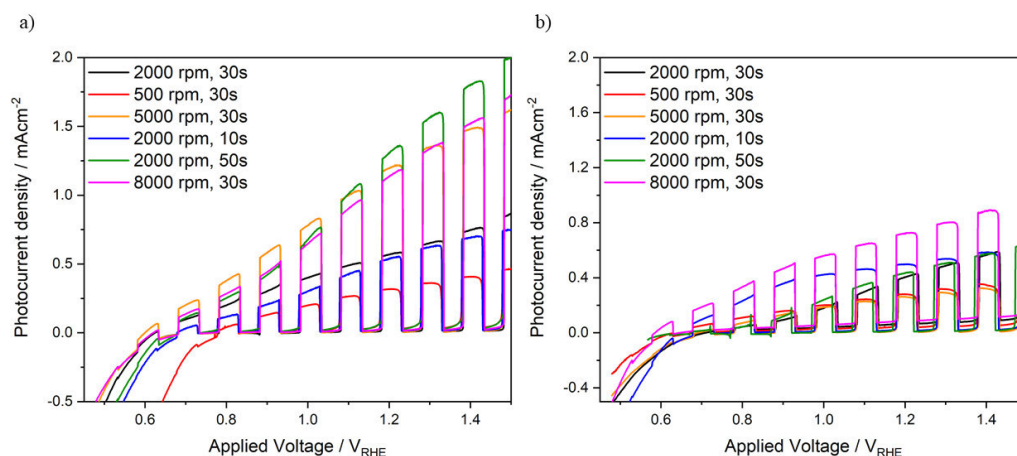 a)
2.0
1.5
1.0
0.5
0.0
-0.5
Photocurrent density / mAcm⁻²
2000 rpm, 30s
500 rpm, 30s
5000 rpm, 30s
2000 rpm, 10s
2000 rpm, 50s
8000 rpm, 30s
0.6 0.8 1.0 1.2 1.4
Applied Voltage / V_RHE
b)
2.0
1.6
1.2
0.8
0.4
0.0
-0.4
Photocurrent density / mAcm⁻²
2000 rpm, 30s
500 rpm, 30s
5000 rpm, 30s
2000 rpm, 10s
2000 rpm, 50s
8000 rpm, 30s
0.6 0.8 1.0 1.2 1.4
Applied Voltage / V_RHE